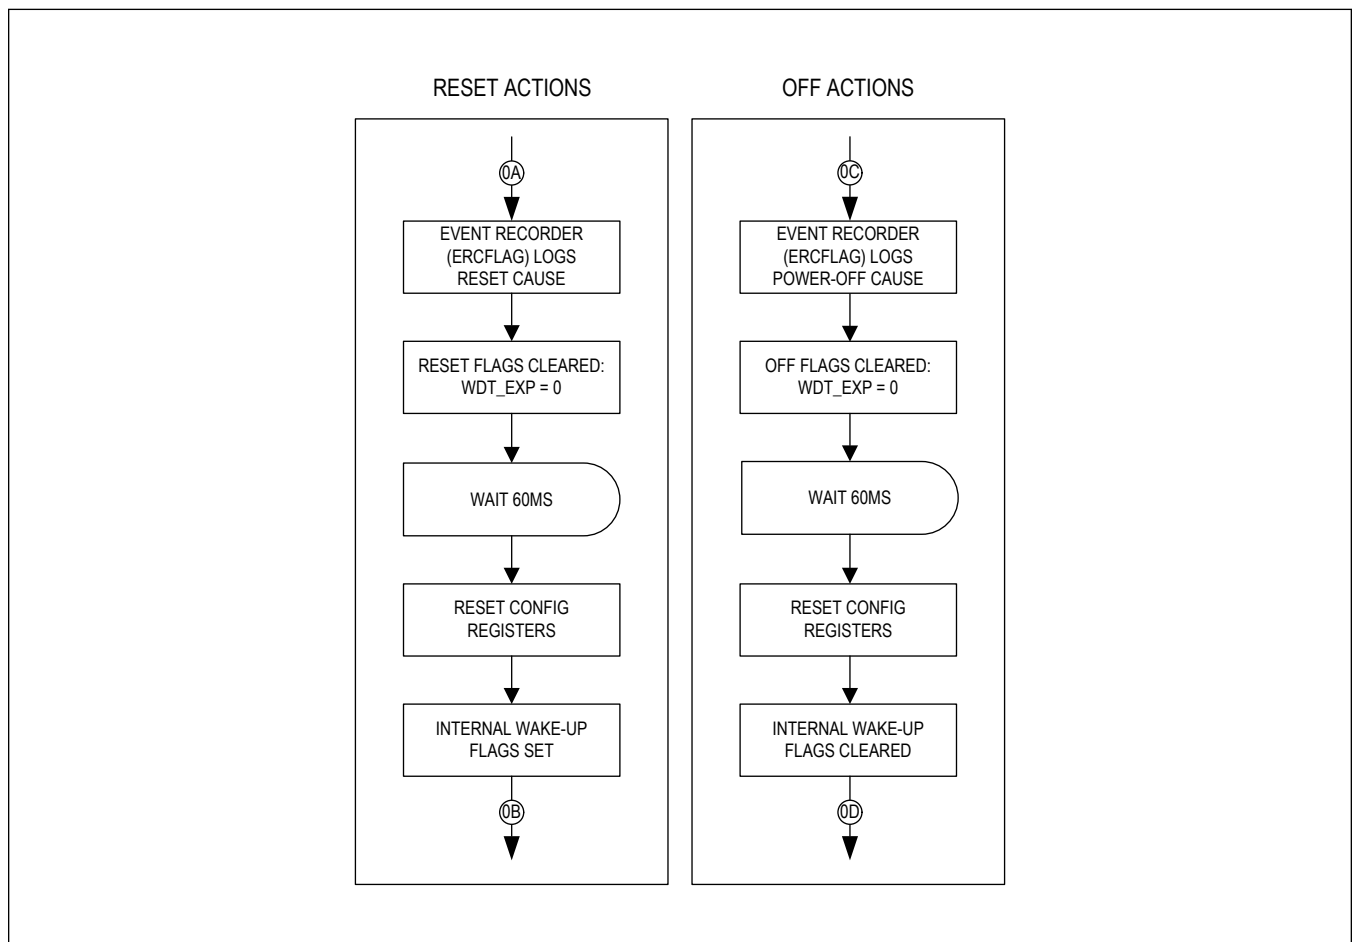 RESET ACTIONS
0A
EVENT RECORDER
(ERCFLAG) LOGS
RESET CAUSE
RESET FLAGS CLEARED:
WDT_EXP = 0
WAIT 60MS
RESET CONFIG
REGISTERS
INTERNAL WAKE-UP
FLAGS SET
0B
OFF ACTIONS
0C
EVENT RECORDER
(ERCFLAG) LOGS
POWER-OFF CAUSE
OFF FLAGS CLEARED:
WDT_EXP = 0
WAIT 60MS
RESET CONFIG
REGISTERS
INTERNAL WAKE-UP
FLAGS CLEARED
0D